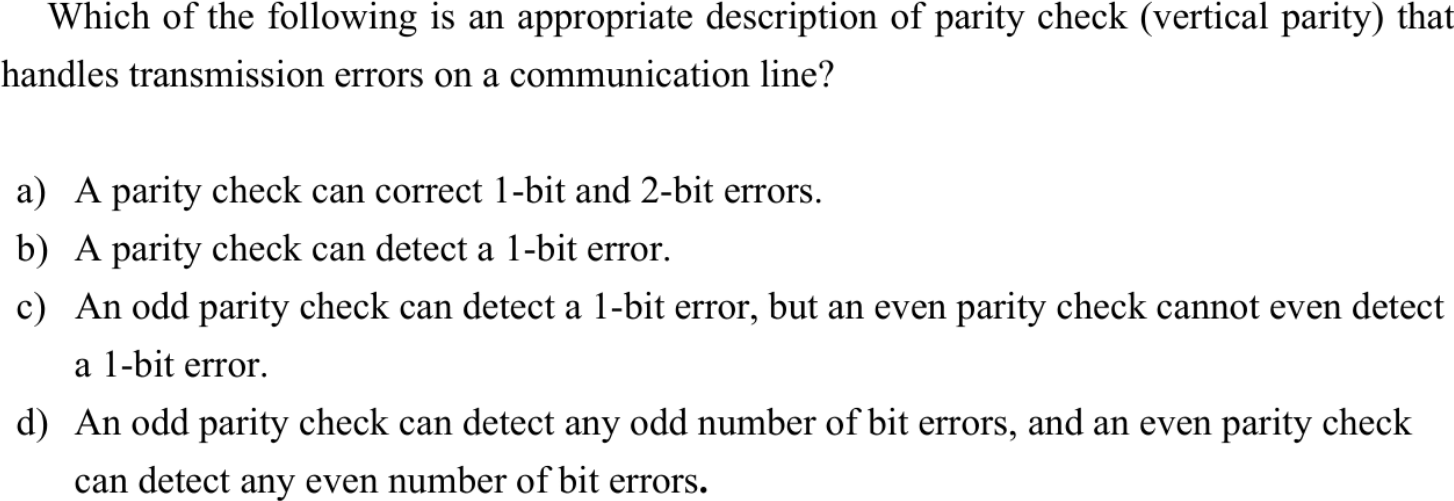 Which of the following is an appropriate description of parity check (vertical parity) that
handles transmission errors on a communication line?
a) A parity check can correct 1-bit and 2-bit errors.
b) A parity check can detect a 1-bit error.
c) An odd parity check can detect a 1-bit error, but an even parity check cannot even detect
a 1-bit error.
d) An odd parity check can detect any odd number of bit errors, and an even parity check
can detect any even number of bit errors.